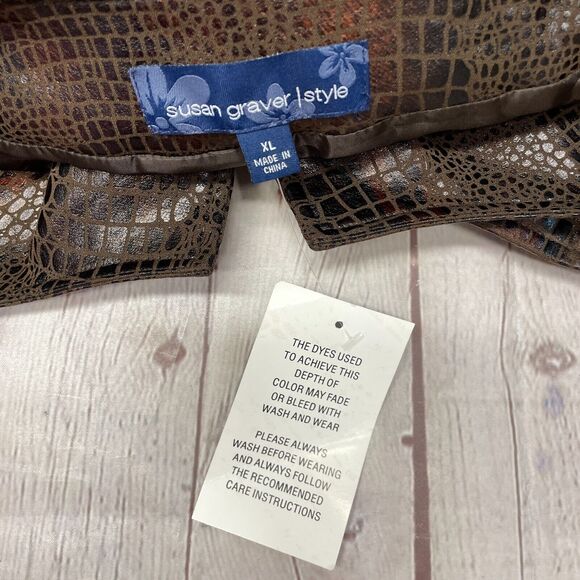 susan graver | style
XL
MADE IN
CHINA
THE DYES USED
TO ACHIEVE THIS
DEPTH OF
COLOR MAY FADE
OR BLEED WITH
WASH AND WEAR
PLEASE ALWAYS
WASH BEFORE WEARING
AND ALWAYS FOLLOW
THE RECOMMENDED
CARE INSTRUCTIONS